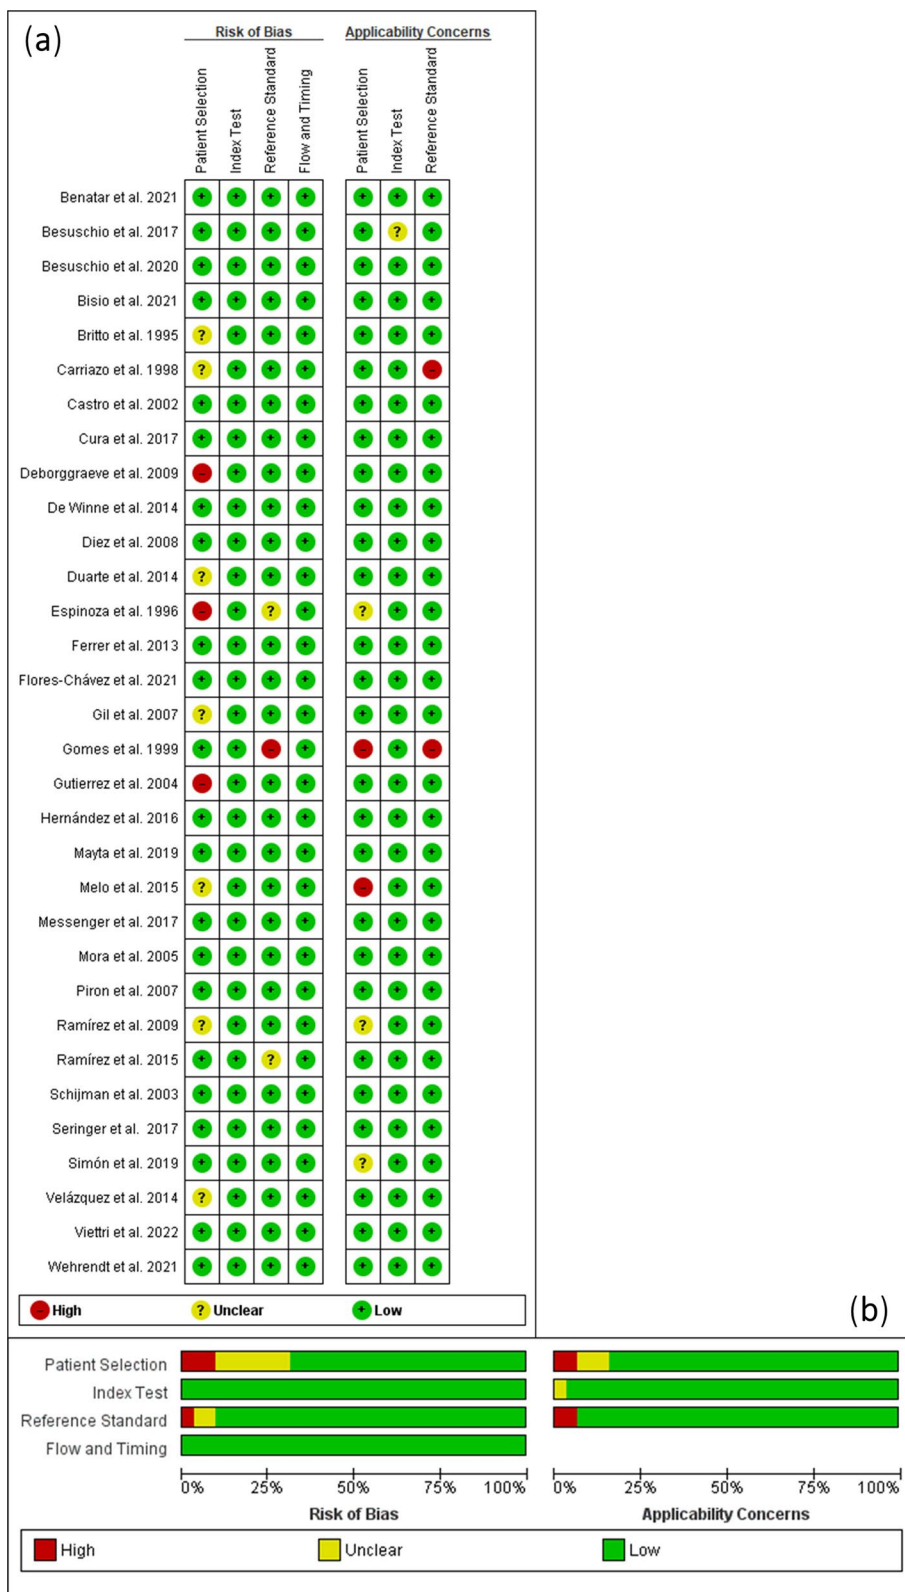 (a)
Risk of Bias
Applicability Concerns
Patient Selection
Index Test
Reference Standard
Flow and Timing
Patient Selection
Index Test
Reference Standard
Benatar et al. 2021 + + + + + + +
Besuschio et al. 2017 + + + + + ? +
Besuschio et al. 2020 + + + + + + +
Bisio et al. 2021 + + + + + + +
Britto et al. 1995 ? + + + + + +
Carriazo et al. 1998 ? + + + + + -
Castro et al. 2002 + + + + + + +
Cura et al. 2017 + + + + + + +
Deborggraeve et al. 2009 - + + + + + +
De Winne et al. 2014 + + + + + + +
Diez et al. 2008 + + + + + + +
Duarte et al. 2014 ? + + + + + +
Espinoza et al. 1996 - + ? + ? + +
Ferrer et al. 2013 + + + + + + +
Flores-Chávez et al. 2021 + + + + + + +
Gil et al. 2007 ? + + + + + +
Gomes et al. 1999 + + - + - + -
Gutierrez et al. 2004 - + + + + + +
Hernández et al. 2016 + + + + + + +
Mayta et al. 2019 + + + + + + +
Melo et al. 2015 ? + + + - + +
Messenger et al. 2017 + + + + + + +
Mora et al. 2005 + + + + + + +
Piron et al. 2007 + + + + + + +
Ramírez et al. 2009 ? + + + ? + +
Ramírez et al. 2015 + + ? + + + +
Schijman et al. 2003 + + + + + + +
Seringer et al. 2017 + + + + + + +
Simón et al. 2019 + + + + ? + +
Velázquez et al. 2014 ? + + + + + +
Viettri et al. 2022 + + + + + + +
Wehrendt et al. 2021 + + + + + + +
- High ? Unclear + Low
(b)
Patient Selection
Index Test
Reference Standard
Flow and Timing
0% 25% 50% 75% 100%
0% 25% 50% 75% 100%
Risk of Bias
Applicability Concerns
High Unclear Low